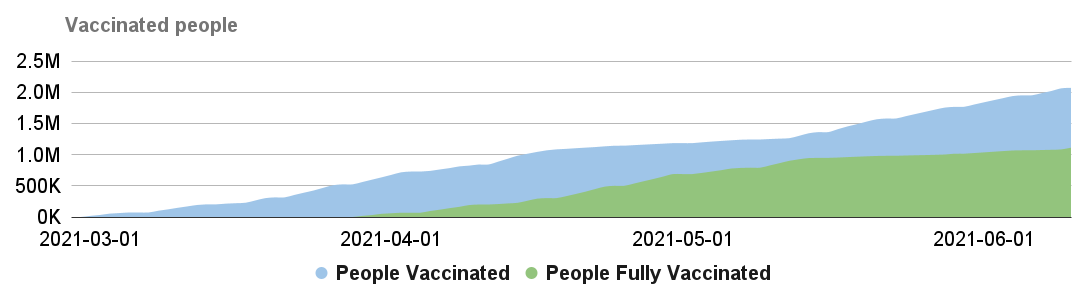 Vaccinated people
2.5M
2.0M
1.5M
1.0M
500K
0K
2021-03-01 2021-04-01 2021-05-01 2021-06-01
People Vaccinated People Fully Vaccinated